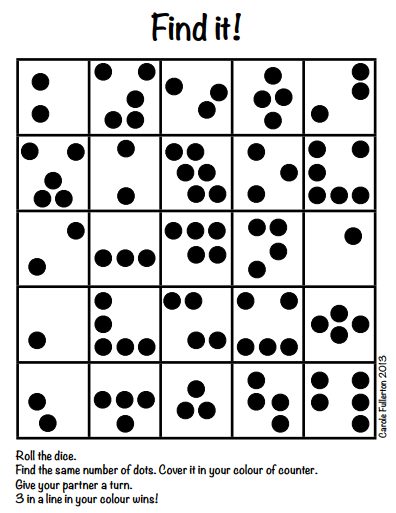 Find it!
Carole Fullerton 2013
Roll the dice.
Find the same number of dots. Cover it in your colour of counter.
Give your partner a turn.
3 in a line in your colour wins!